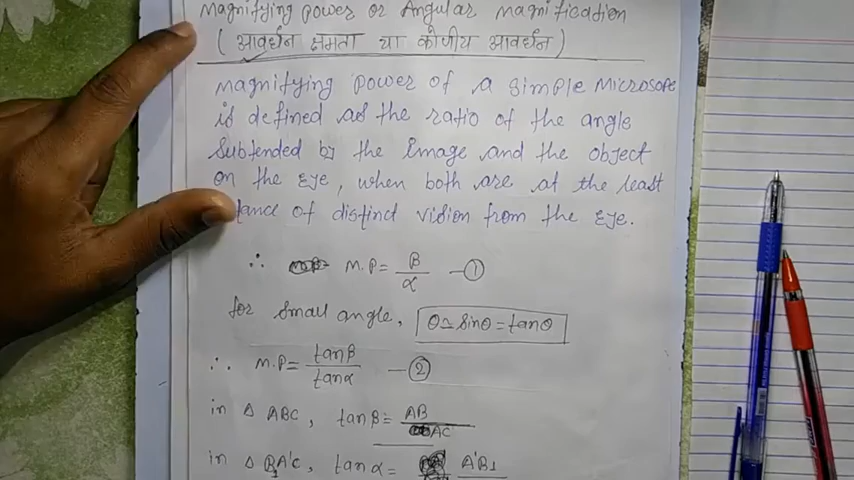 Magnifying power or Angular magnification
( आवर्धन क्षमता या कोणीय आवर्धन )
Magnifying power of a simple Microsope
is defined as the ratio of the angle
subtended by the image and the object
on the Eye, when both are at the least
tance of distinct vision from the Eye.
∴ M.P = β/α —①
for small angle, θ ≃ sinθ = tanθ
∴ M.P = tanβ/tanα —②
in Δ ABC, tanβ = AB/AC
in Δ B₁A'C, tanα = A'B₁